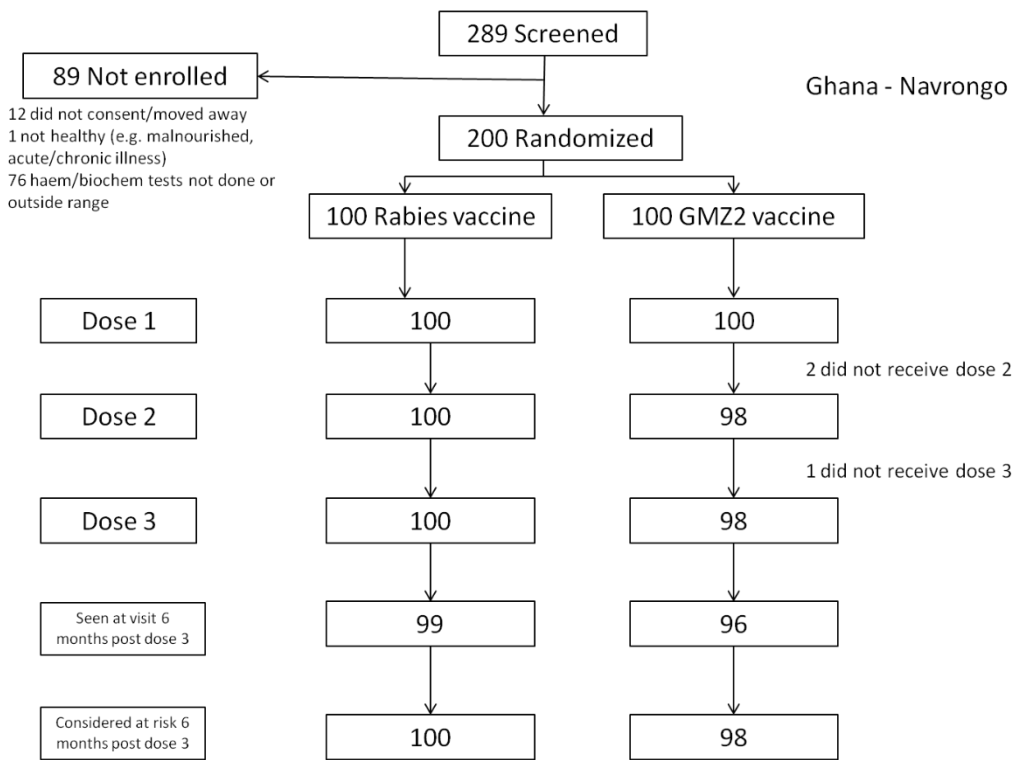 289 Screened
89 Not enrolled
Ghana - Navrongo
12 did not consent/moved away
1 not healthy (e.g. malnourished,
acute/chronic illness)
76 haem/biochem tests not done or
outside range
200 Randomized
100 Rabies vaccine
100 GMZ2 vaccine
Dose 1
100
100
2 did not receive dose 2
Dose 2
100
98
1 did not receive dose 3
Dose 3
100
98
Seen at visit 6
months post dose 3
99
96
Considered at risk 6
months post dose 3
100
98